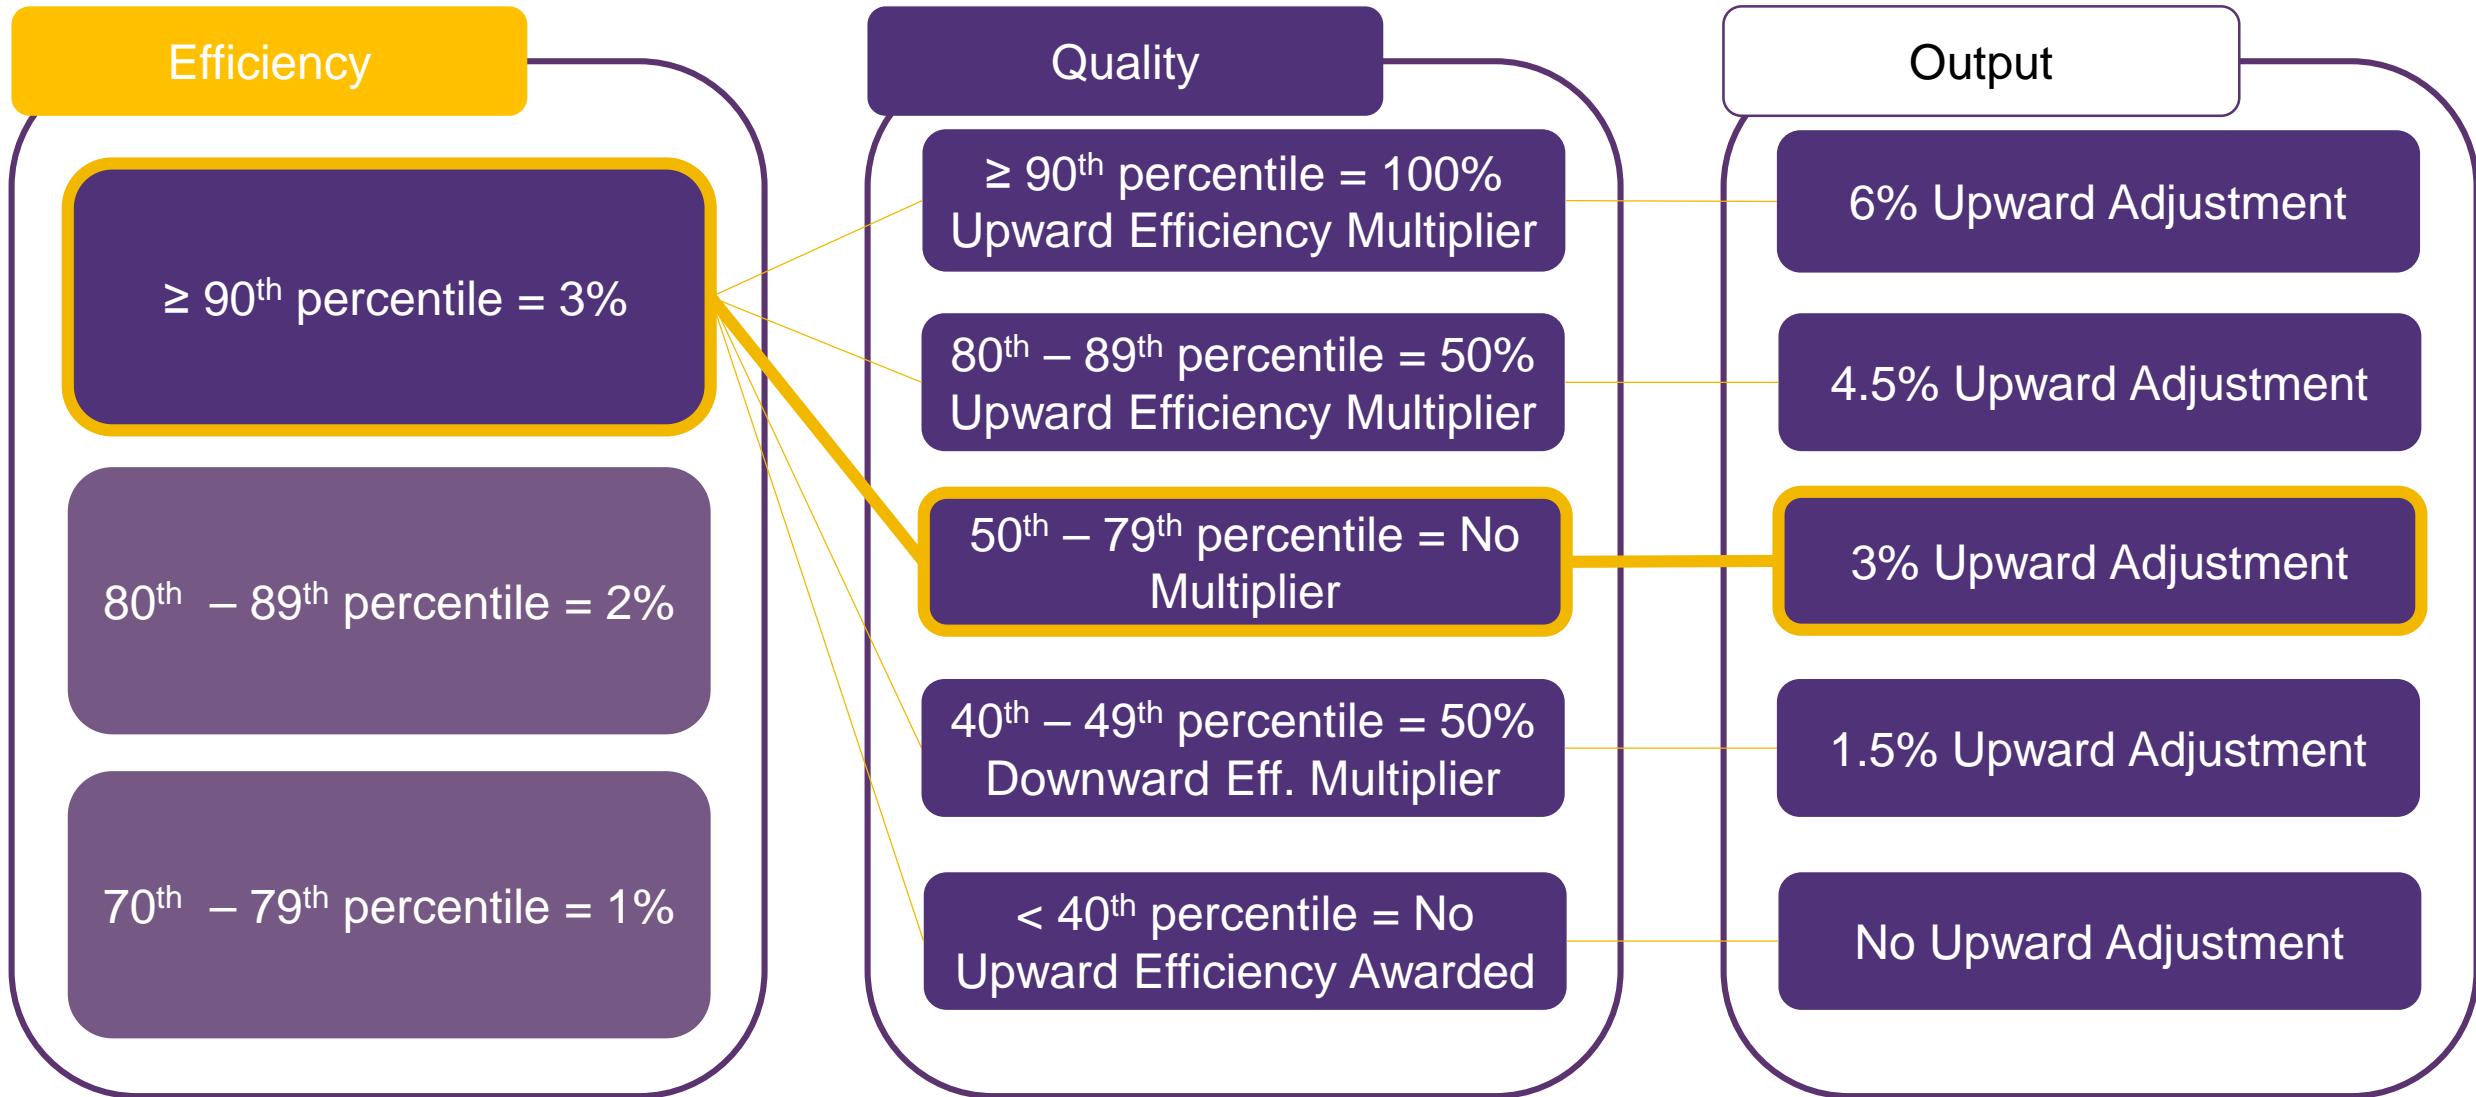 Efficiency
≥ 90th percentile = 3%
80th – 89th percentile = 2%
70th – 79th percentile = 1%
Quality
≥ 90th percentile = 100%
Upward Efficiency Multiplier
80th – 89th percentile = 50%
Upward Efficiency Multiplier
50th – 79th percentile = No
Multiplier
40th – 49th percentile = 50%
Downward Eff. Multiplier
< 40th percentile = No
Upward Efficiency Awarded
Output
6% Upward Adjustment
4.5% Upward Adjustment
3% Upward Adjustment
1.5% Upward Adjustment
No Upward Adjustment